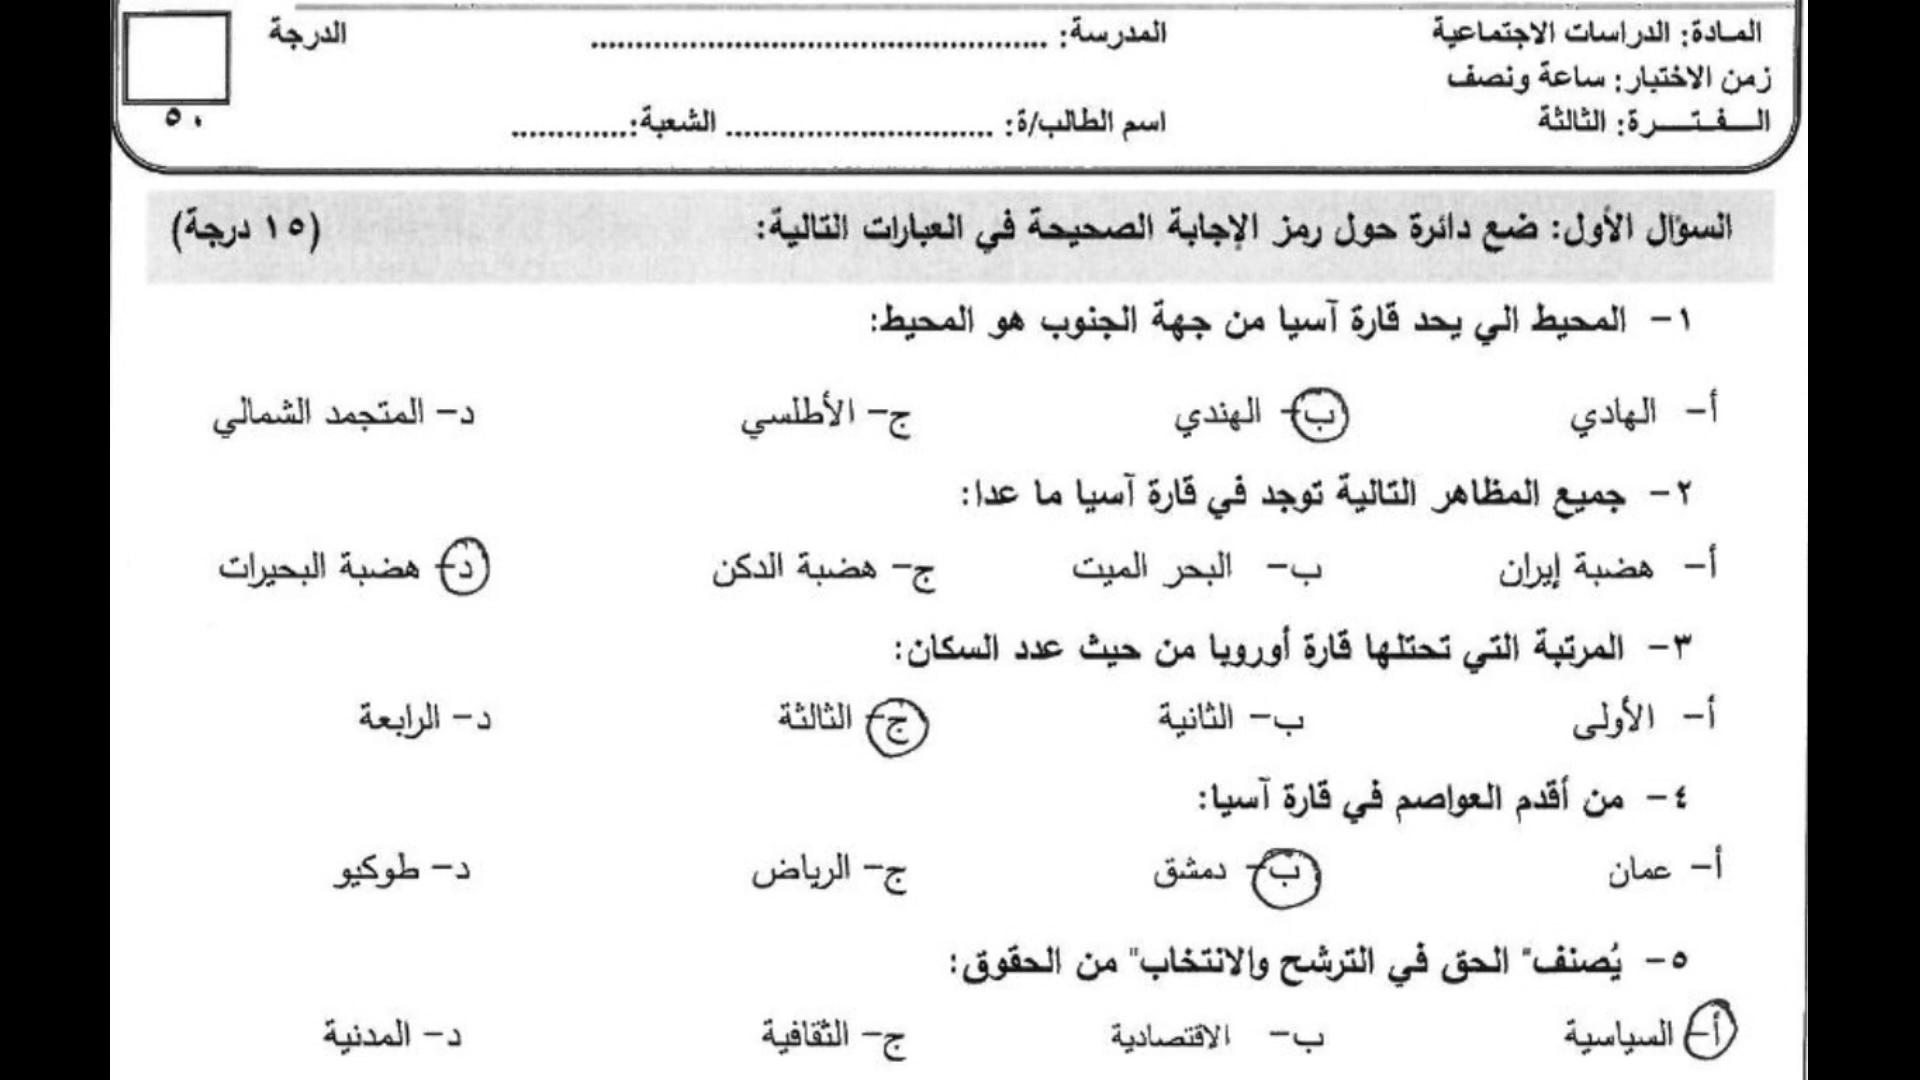 المـادة: الدراسات الاجتماعية المدرسة: ................................................ الدرجة
زمن الاختبار: ساعة ونصف
الــفــتــــرة: الثالثة اسم الطالب/ة: ............................ الشعبة:............. ٥٠
السؤال الأول: ضع دائرة حول رمز الإجابة الصحيحة في العبارات التالية: (١٥ درجة)
١- المحيط الي يحد قارة آسيا من جهة الجنوب هو المحيط:
أ- الهادي ب- الهندي ج- الأطلسي د- المتجمد الشمالي
٢- جميع المظاهر التالية توجد في قارة آسيا ما عدا:
أ- هضبة إيران ب- البحر الميت ج- هضبة الدكن د- هضبة البحيرات
٣- المرتبة التي تحتلها قارة أوروبا من حيث عدد السكان:
أ- الأولى ب- الثانية ج- الثالثة د- الرابعة
٤- من أقدم العواصم في قارة آسيا:
أ- عمان ب- دمشق ج- الرياض د- طوكيو
٥- يُصنف" الحق في الترشح والانتخاب" من الحقوق:
أ- السياسية ب- الاقتصادية ج- الثقافية د- المدنية